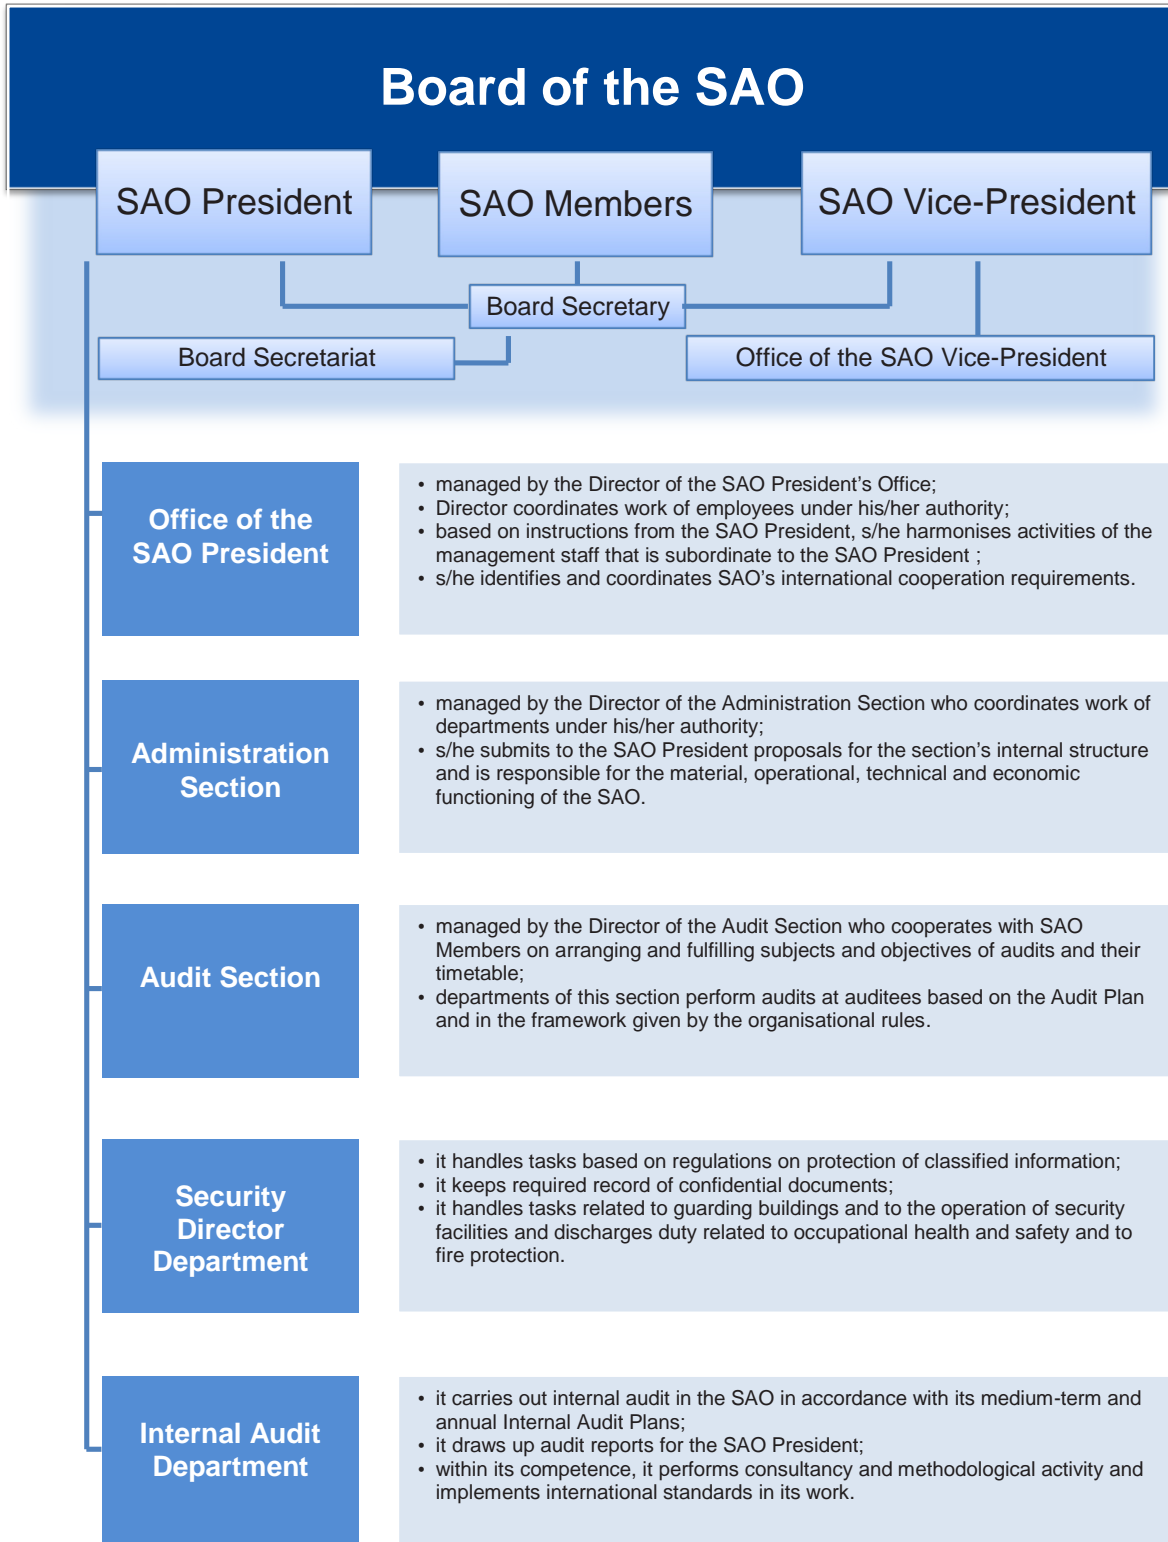 Board of the SAO
SAO President
SAO Members
SAO Vice-President
Board Secretary
Board Secretariat
Office of the SAO Vice-President
Office of the
SAO President
• managed by the Director of the SAO President’s Office;
• Director coordinates work of employees under his/her authority;
• based on instructions from the SAO President, s/he harmonises activities of the
management staff that is subordinate to the SAO President ;
• s/he identifies and coordinates SAO’s international cooperation requirements.
Administration
Section
• managed by the Director of the Administration Section who coordinates work of
departments under his/her authority;
• s/he submits to the SAO President proposals for the section’s internal structure
and is responsible for the material, operational, technical and economic
functioning of the SAO.
Audit Section
• managed by the Director of the Audit Section who cooperates with SAO
Members on arranging and fulfilling subjects and objectives of audits and their
timetable;
• departments of this section perform audits at auditees based on the Audit Plan
and in the framework given by the organisational rules.
Security
Director
Department
• it handles tasks based on regulations on protection of classified information;
• it keeps required record of confidential documents;
• it handles tasks related to guarding buildings and to the operation of security
facilities and discharges duty related to occupational health and safety and to
fire protection.
Internal Audit
Department
• it carries out internal audit in the SAO in accordance with its medium-term and
annual Internal Audit Plans;
• it draws up audit reports for the SAO President;
• within its competence, it performs consultancy and methodological activity and
implements international standards in its work.